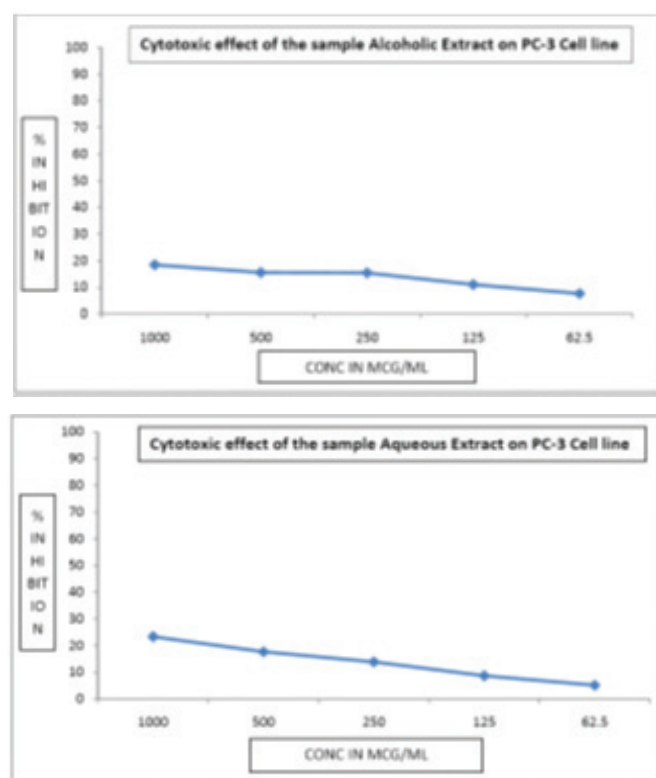 Cytotoxic effect of the sample Alcoholic Extract on PC-3 Cell line
100
90
80
70
60
50
40
30
20
10
0
%
IN
HI
BIT
IO
N
1000 500 250 125 62.5
CONC IN MCG/ML
Cytotoxic effect of the sample Aqueous Extract on PC-3 Cell line
100
90
80
70
60
50
40
30
20
10
0
%
IN
HI
BIT
IO
N
1000 500 250 125 62.5
CONC IN MCG/ML